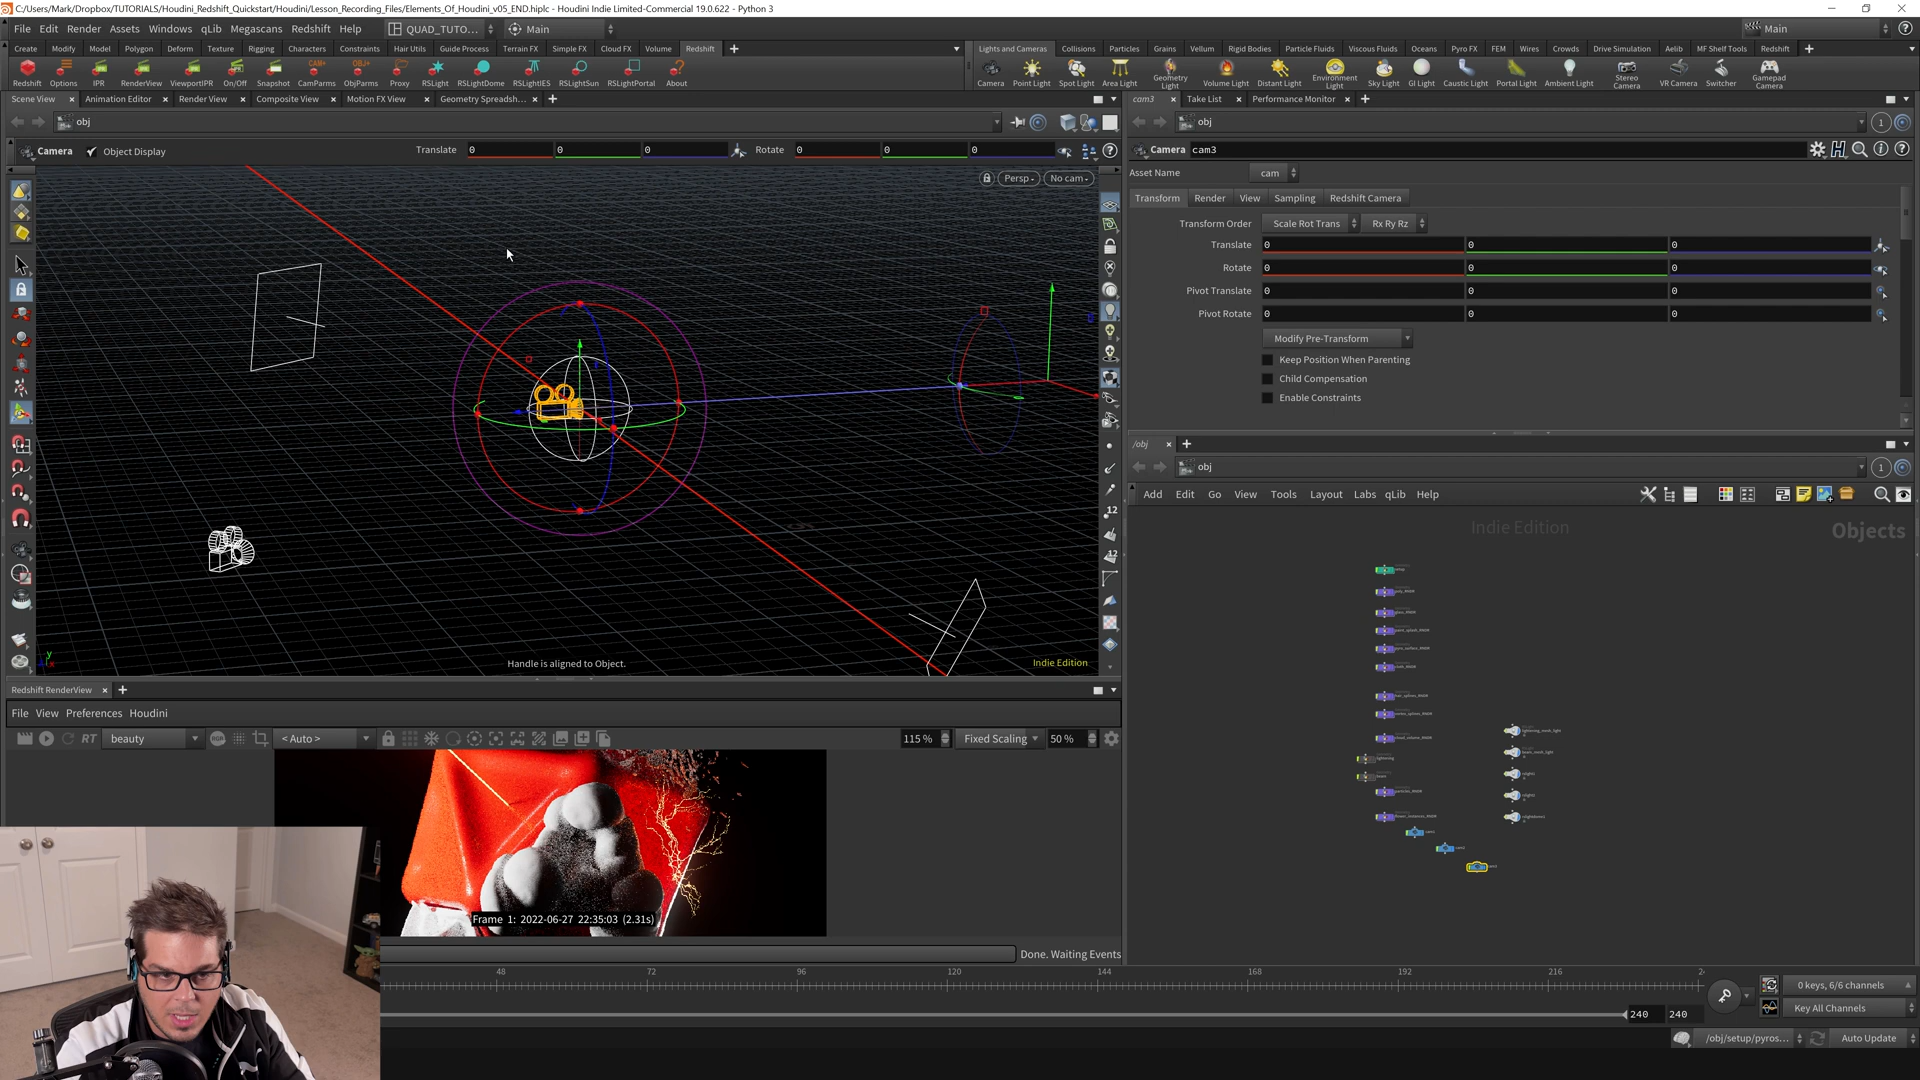 C:/Users/Mark/Dropbox/TUTORIALS/Houdini_Redshift_Quickstart/Houdini/Lesson_Recording_Files/Elements_Of_Houdini_v05_END.hiplc - Houdini Indie Limited-Commercial 19.0.622 - Python 3
File Edit Render Assets Windows qLib Megascans Redshift Help QUAD_TUTO... Main Main
Create Modify Model Polygon Deform Texture Rigging Characters Constraints Hair Utils Guide Process Terrain FX Simple FX Cloud FX Volume Redshift
Lights and Cameras Collisions Particles Grains Vellum Rigid Bodies Particle Fluids Viscous Fluids Oceans Pyro FX FEM Wires Crowds Drive Simulation Aelib MF Shelf Tools Redshift
Redshift Options IPR RenderView ViewportIPR On/Off Snapshot CamParms ObjParms Proxy RSLight RSLightDome RSLightIES RSLightSun RSLightPortal About
Camera Point Light Spot Light Area Light Geometry Light Volume Light Distant Light Environment Light Sky Light GI Light Caustic Light Portal Light Ambient Light Stereo Camera VR Camera Switcher Gamepad Camera
Scene View Animation Editor Render View Composite View Motion FX View Geometry Spreadsh...
cam3 Take List Performance Monitor
obj
obj 1
Camera Object Display Translate 0 0 0 Rotate 0 0 0
Camera cam3
Asset Name cam
Persp No cam
Transform Render View Sampling Redshift Camera
Transform Order Scale Rot Trans Rx Ry Rz
Translate 0 0 0
Rotate 0 0 0
Pivot Translate 0 0 0
Pivot Rotate 0 0 0
Modify Pre-Transform
Keep Position When Parenting
Child Compensation
Enable Constraints
/obj
obj 1
Add Edit Go View Tools Layout Labs qLib Help
Indie Edition Objects
12
12
Handle is aligned to Object. Indie Edition
Redshift RenderView
File View Preferences Houdini
RT beauty < Auto > 115 % Fixed Scaling 50 %
Frame 1: 2022-06-27 22:35:03 (2.31s)
Done. Waiting Events
48 72 96 120 144 168 192 216
0 keys, 6/6 channels
Key All Channels
240 240
/obj/setup/pyros... Auto Update